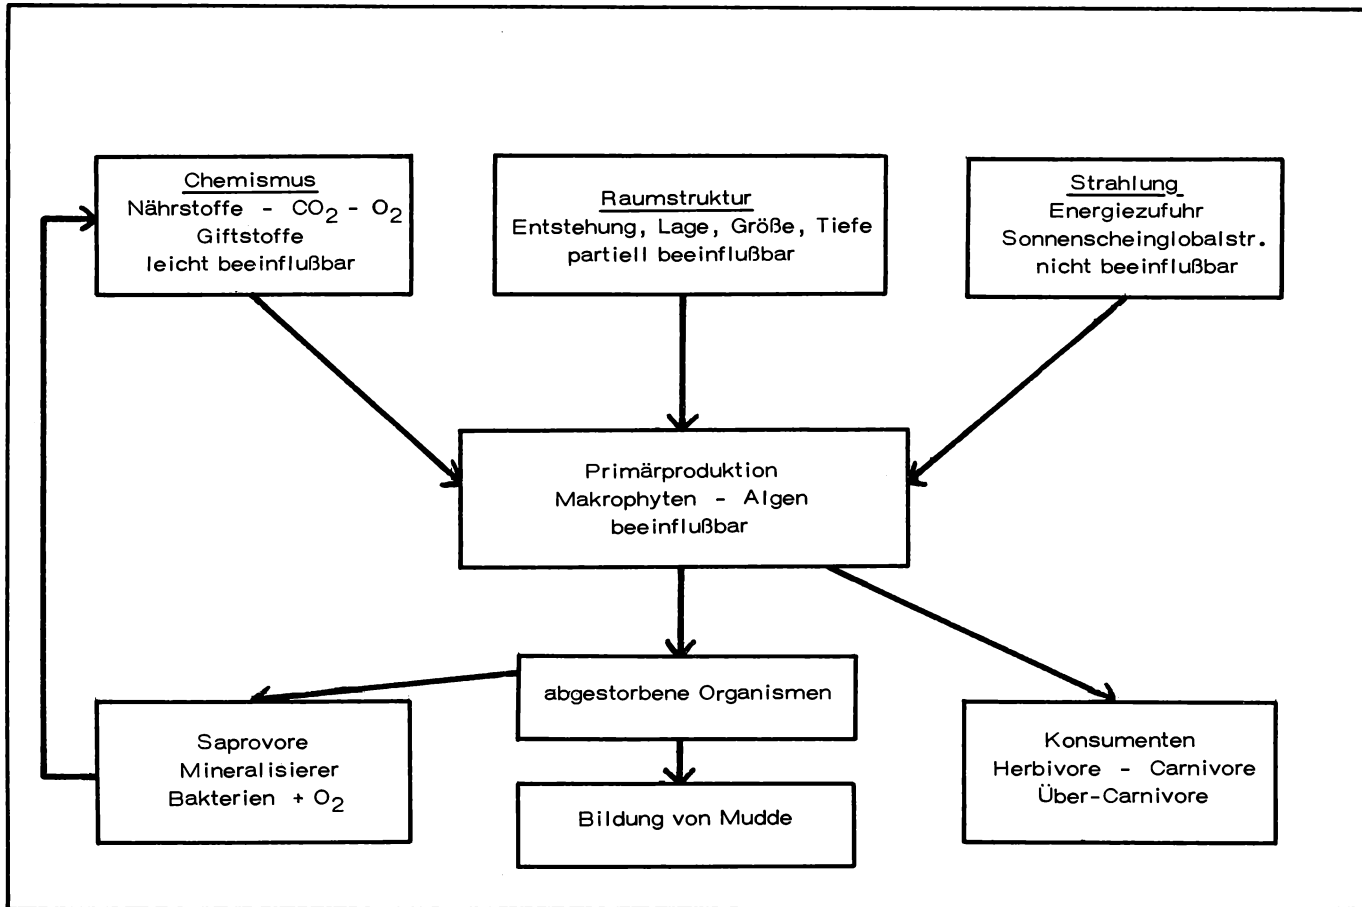 Chemismus
Nährstoffe - CO2 - O2
Giftstoffe
leicht beeinflußbar
Raumstruktur
Entstehung, Lage, Größe, Tiefe
partiell beeinflußbar
Strahlung
Energiezufuhr
Sonnenscheinglobalstr.
nicht beeinflußbar
Primärproduktion
Makrophyten - Algen
beeinflußbar
abgestorbene Organismen
Saprovore
Mineralisierer
Bakterien + O2
Bildung von Mudde
Konsumenten
Herbivore - Carnivore
Über-Carnivore